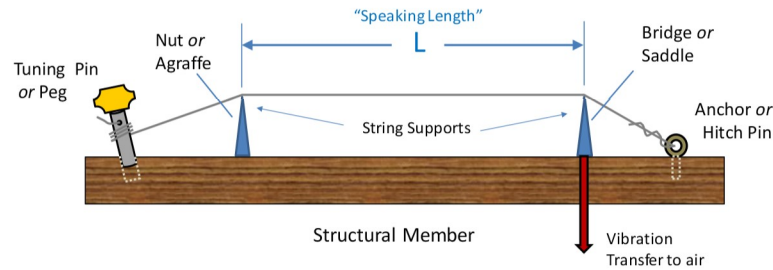 “Speaking Length”
L
Nut or
Agraffe
Bridge or
Saddle
Tuning Pin
or Peg
String Supports
Anchor or
Hitch Pin
Structural Member
Vibration
Transfer to air